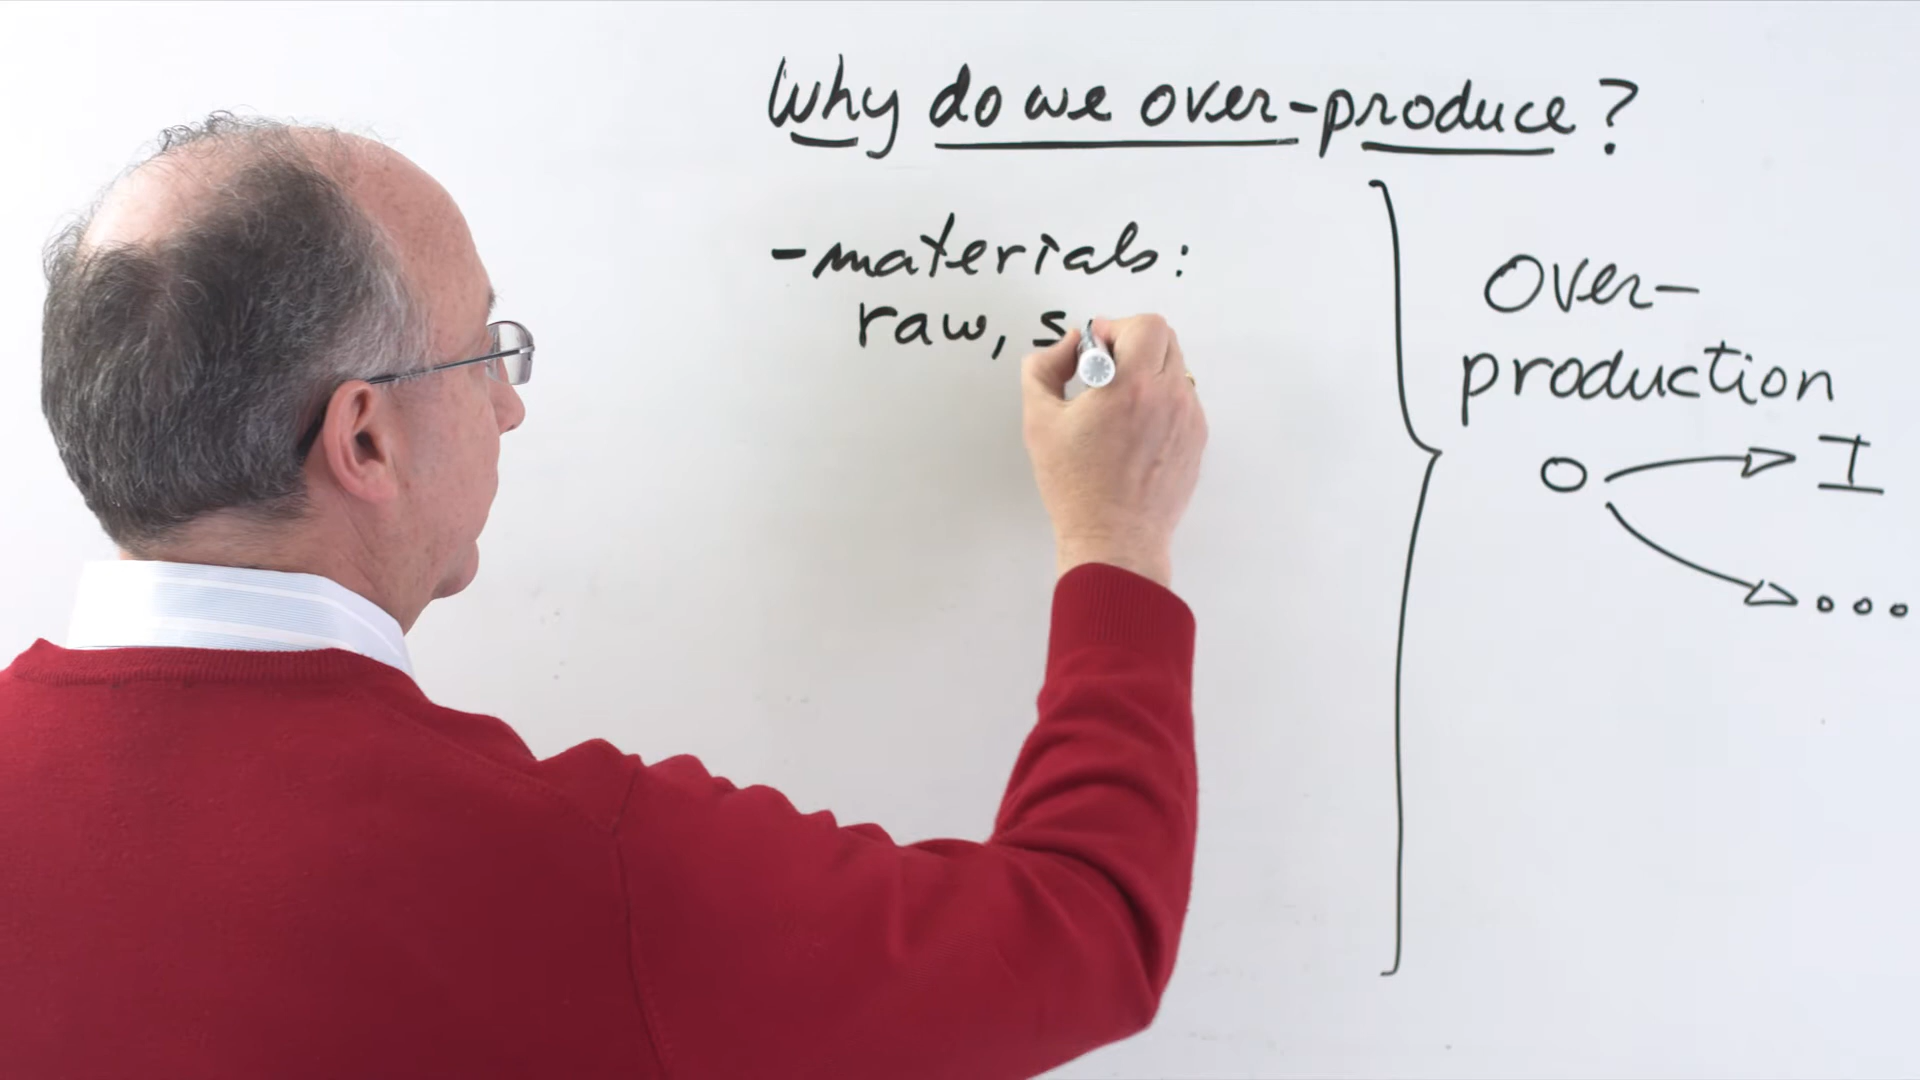 Why do we over-produce?
-materials:
raw, s
Over-
production
O I
...